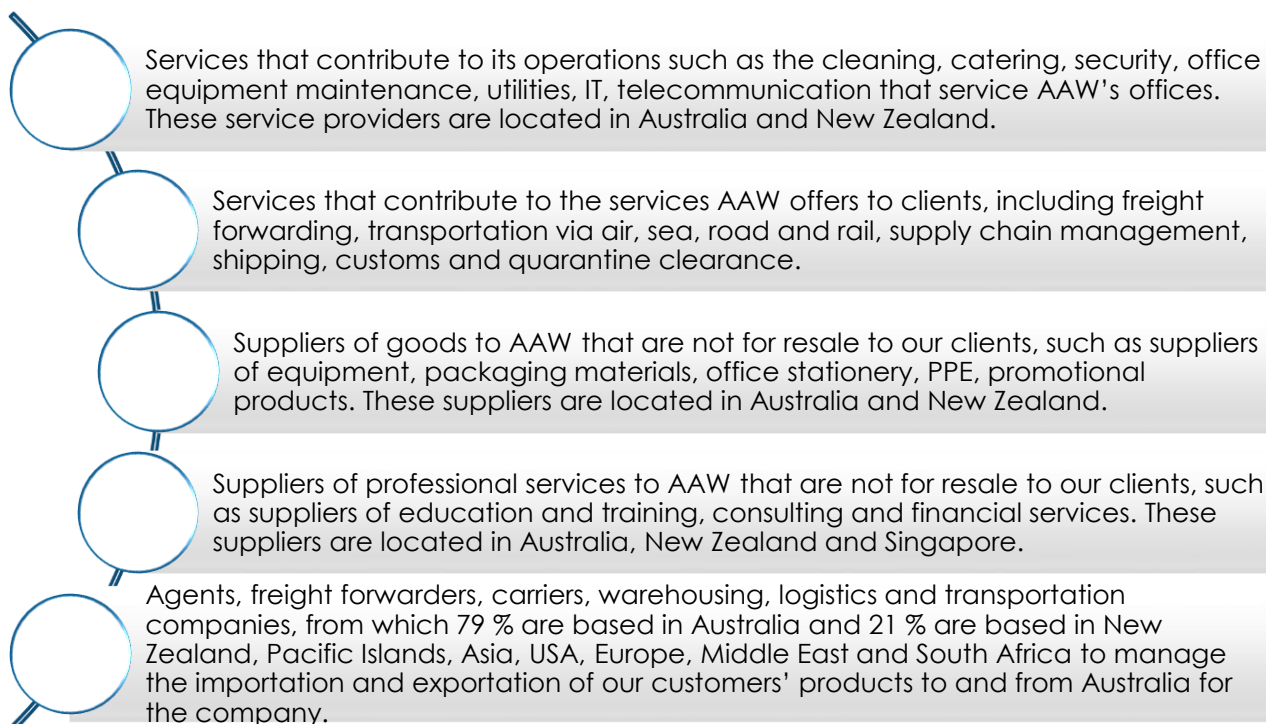 Services that contribute to its operations such as the cleaning, catering, security, office
equipment maintenance, utilities, IT, telecommunication that service AAW’s offices.
These service providers are located in Australia and New Zealand.
Services that contribute to the services AAW offers to clients, including freight
forwarding, transportation via air, sea, road and rail, supply chain management,
shipping, customs and quarantine clearance.
Suppliers of goods to AAW that are not for resale to our clients, such as suppliers
of equipment, packaging materials, office stationery, PPE, promotional
products. These suppliers are located in Australia and New Zealand.
Suppliers of professional services to AAW that are not for resale to our clients, such
as suppliers of education and training, consulting and financial services. These
suppliers are located in Australia, New Zealand and Singapore.
Agents, freight forwarders, carriers, warehousing, logistics and transportation
companies, from which 79 % are based in Australia and 21 % are based in New
Zealand, Pacific Islands, Asia, USA, Europe, Middle East and South Africa to manage
the importation and exportation of our customers’ products to and from Australia for
the company.